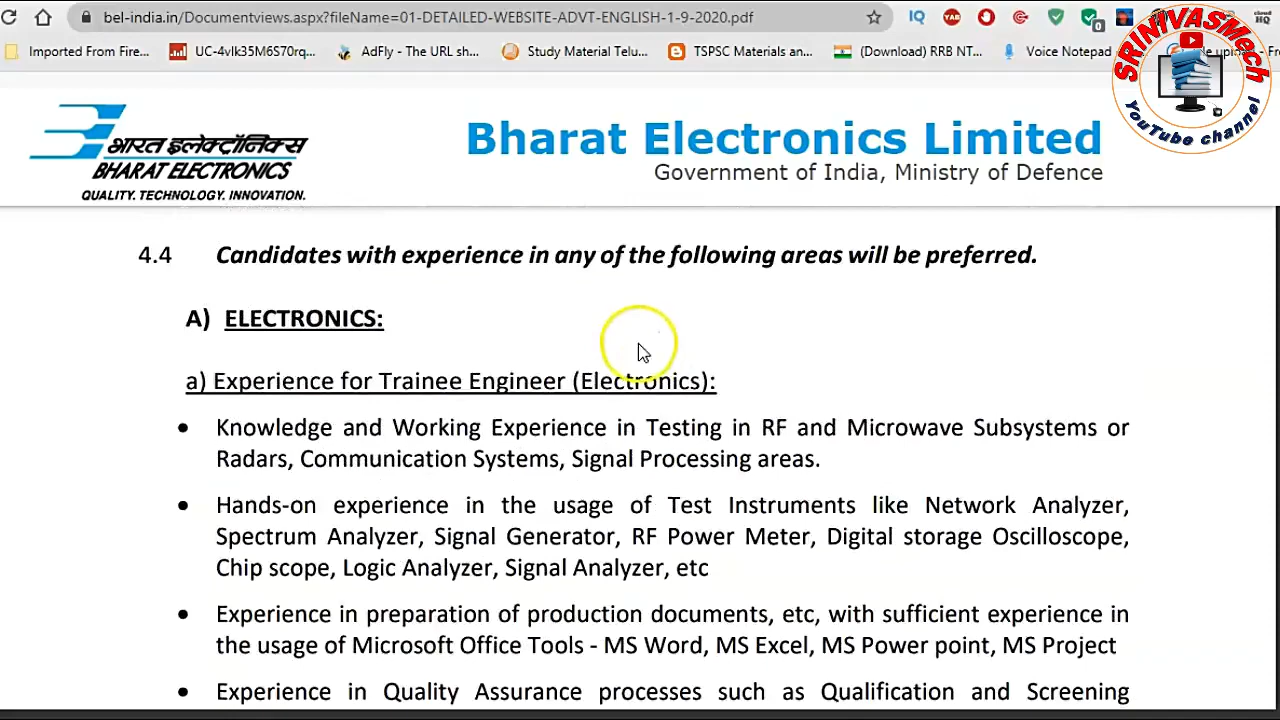 bel-india.in/Documentviews.aspx?fileName=01-DETAILED-WEBSITE-ADVT-ENGLISH-1-9-2020.pdf
IQ
YAB
0
cloud HQ
Imported From Fire...
UC-4vlk35M6S70rq...
AdFly - The URL sh...
Study Material Telu...
TSPSC Materials an...
(Download) RRB NT...
Voice Notepad
SRINIVASMech
YouTube channel
भारत इलेक्ट्रॉनिक्स
BHARAT ELECTRONICS
QUALITY. TECHNOLOGY. INNOVATION.
Bharat Electronics Limited
Government of India, Ministry of Defence
4.4 Candidates with experience in any of the following areas will be preferred.
A) ELECTRONICS:
a) Experience for Trainee Engineer (Electronics):
• Knowledge and Working Experience in Testing in RF and Microwave Subsystems or
Radars, Communication Systems, Signal Processing areas.
• Hands-on experience in the usage of Test Instruments like Network Analyzer,
Spectrum Analyzer, Signal Generator, RF Power Meter, Digital storage Oscilloscope,
Chip scope, Logic Analyzer, Signal Analyzer, etc
• Experience in preparation of production documents, etc, with sufficient experience in
the usage of Microsoft Office Tools - MS Word, MS Excel, MS Power point, MS Project
• Experience in Quality Assurance processes such as Qualification and Screening